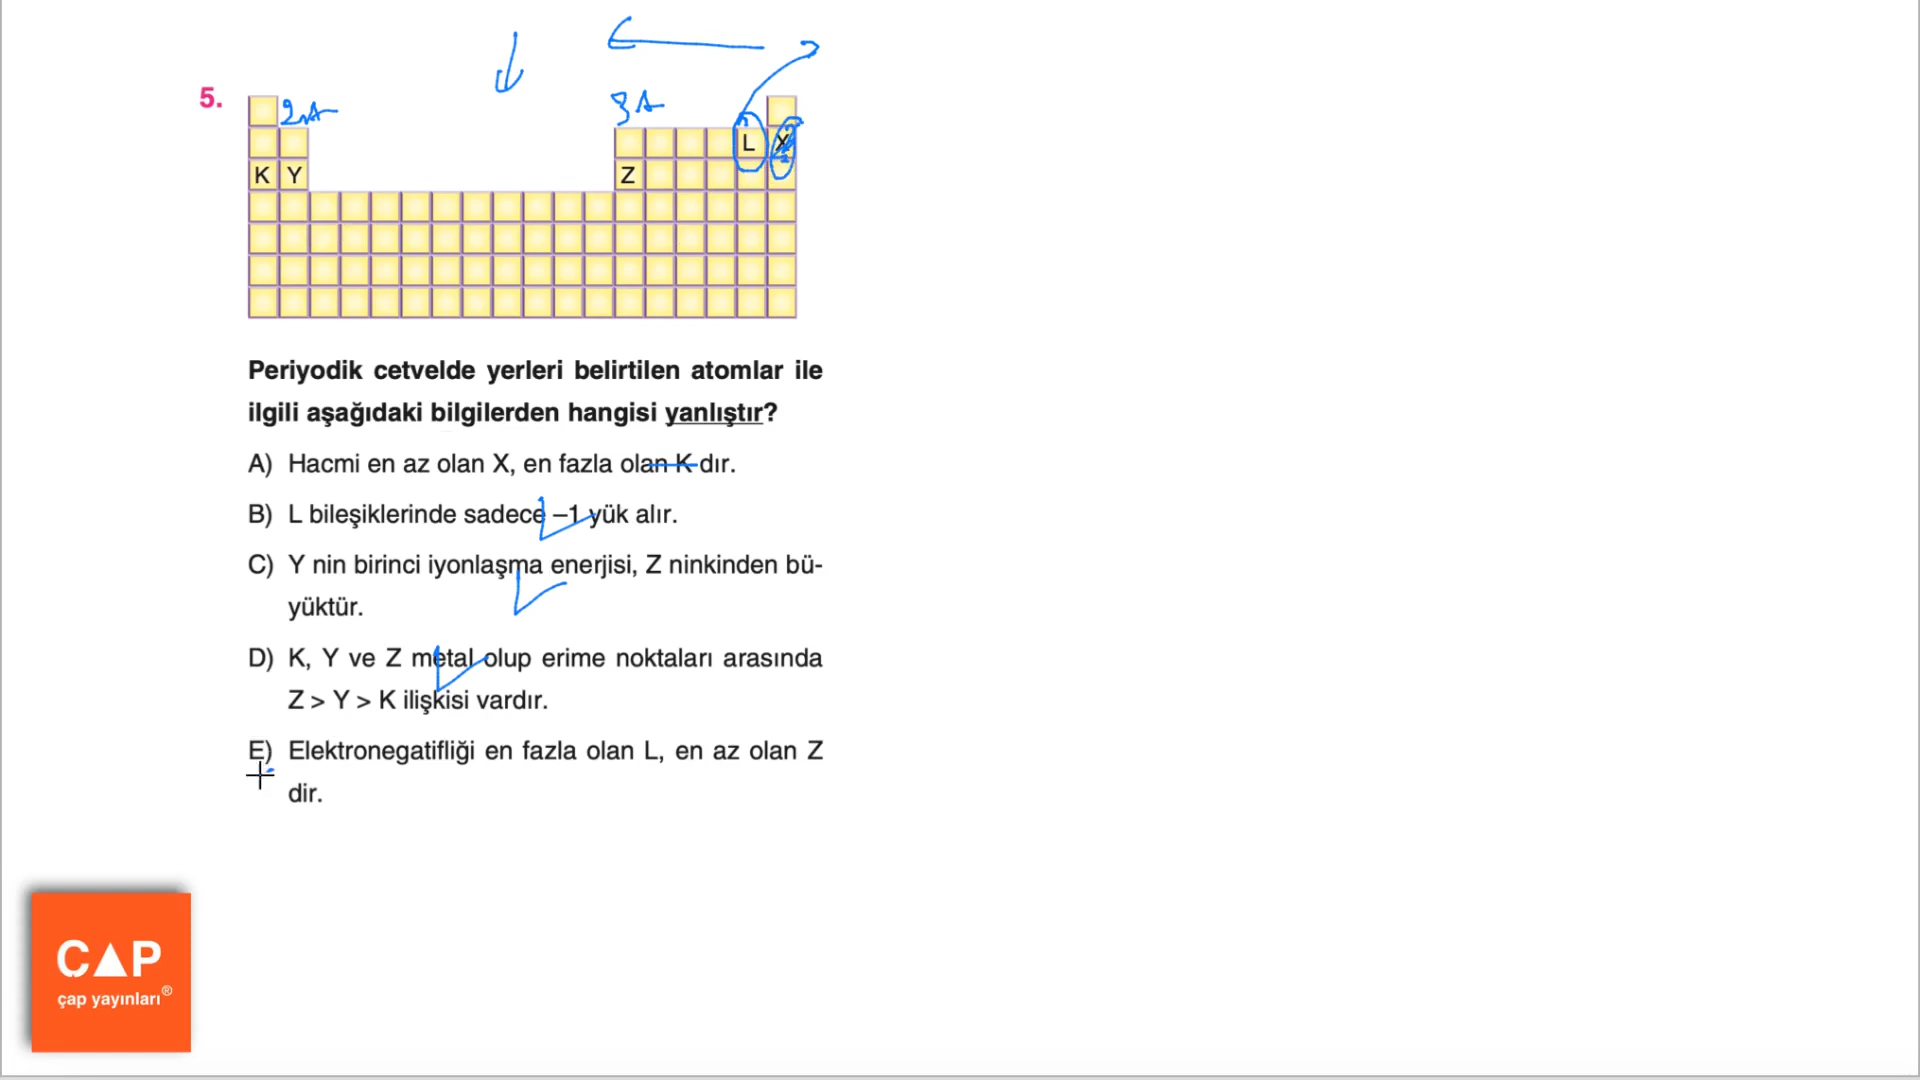 5.
2A
3A
L X
K Y Z
Periyodik cetvelde yerleri belirtilen atomlar ile
ilgili aşağıdaki bilgilerden hangisi yanlıştır?
A) Hacmi en az olan X, en fazla olan K dır.
B) L bileşiklerinde sadece –1 yük alır.
C) Y nin birinci iyonlaşma enerjisi, Z ninkinden bü-
yüktür.
D) K, Y ve Z metal olup erime noktaları arasında
Z > Y > K ilişkisi vardır.
E) Elektronegatifliği en fazla olan L, en az olan Z
dir.
ÇAP
çap yayınları®